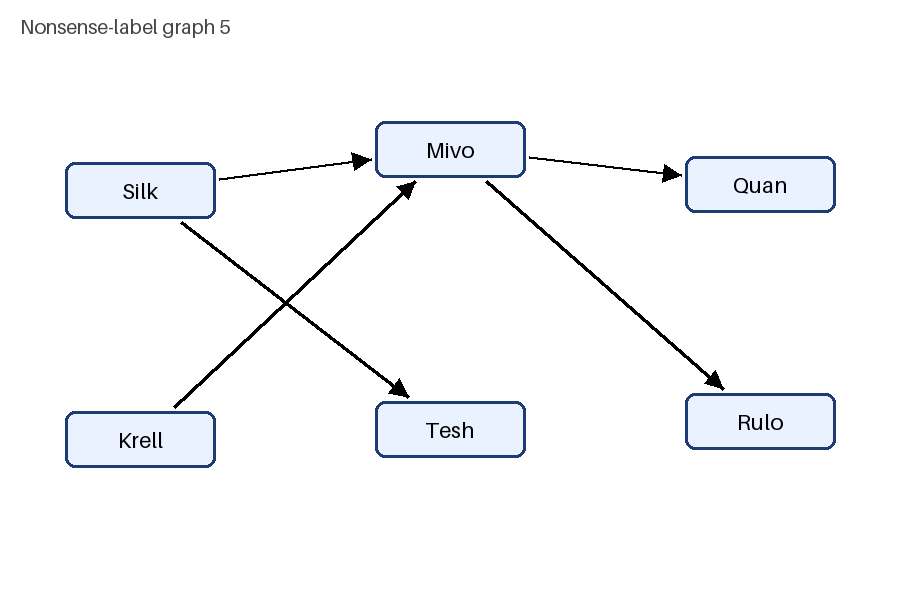 Nonsense-label graph 5
Silk
Mivo
Quan
Krell
Tesh
Rulo